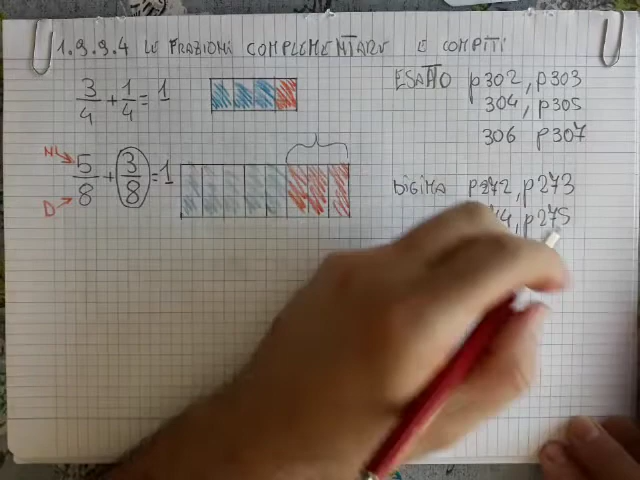 1.9.9.4 LE FRAZIONI COMPLEMENTARI E COMPITI
3/4 + 1/4 = 1
ESATTO p302, p303
304, p305
306 p307
N
5/8 + 3/8 = 1
D
DIGIMA p272, p273
p275